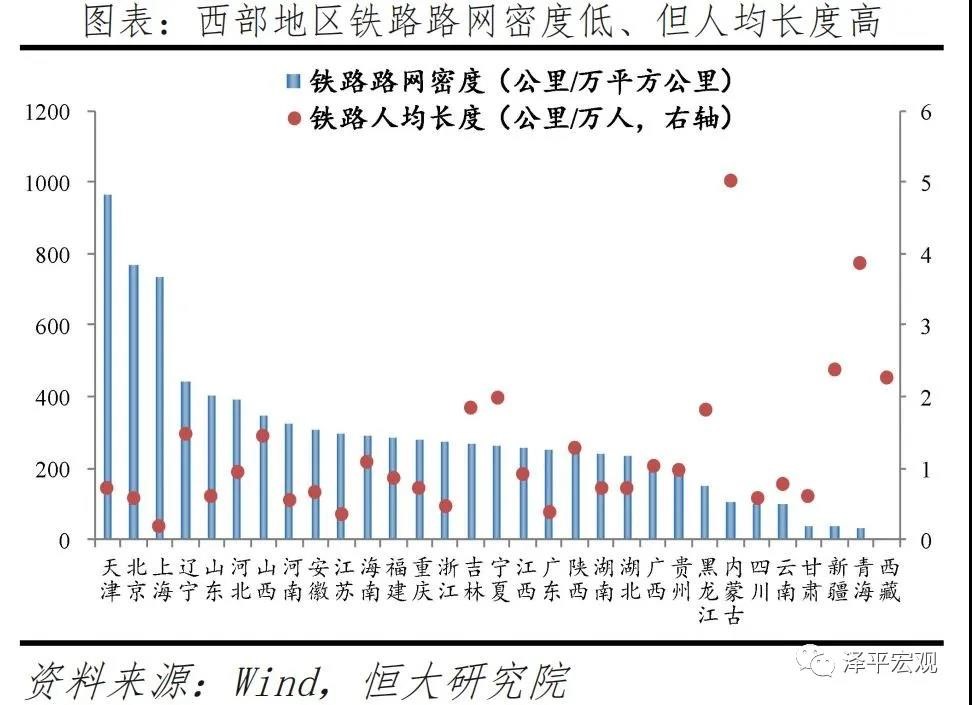 图表：西部地区铁路路网密度低、但人均长度高
铁路路网密度（公里/万平方公里）
铁路人均长度（公里/万人，右轴）
1200
1000
800
600
400
200
0
6
5
4
3
2
1
0
天津
北京
上海
辽宁
山东
河北
山西
河南
安徽
江苏
海南
福建
重庆
浙江
吉林
宁夏
江西
广东
陕西
湖南
湖北
广西
贵州
黑龙江
内蒙古
四川
云南
甘肃
新疆
青海
西藏
资料来源：Wind，恒大研究院
泽平宏观